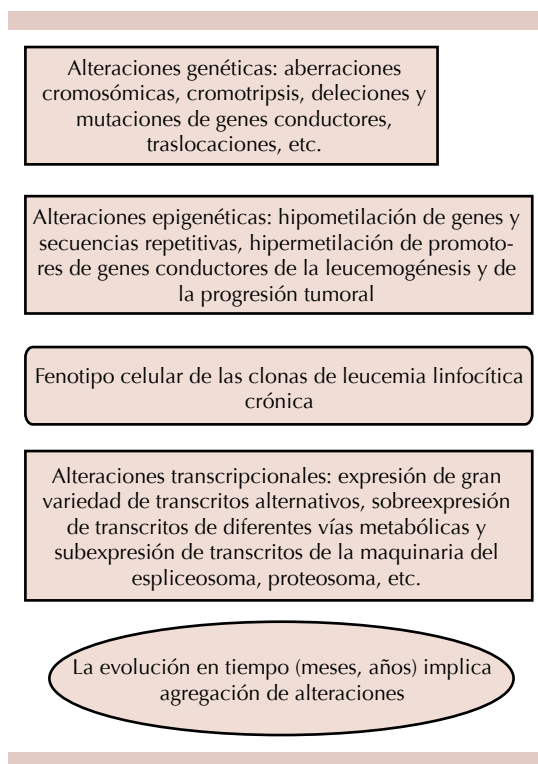 Alteraciones genéticas: aberraciones
cromosómicas, cromotripsis, deleciones y
mutaciones de genes conductores,
traslocaciones, etc.
Alteraciones epigenéticas: hipometilación de genes y
secuencias repetitivas, hipermetilación de promoto-
res de genes conductores de la leucemogénesis y de
la progresión tumoral
Fenotipo celular de las clonas de leucemia linfocítica
crónica
Alteraciones transcripcionales: expresión de gran
variedad de transcritos alternativos, sobreexpresión
de transcritos de diferentes vías metabólicas y
subexpresión de transcritos de la maquinaria del
espliceosoma, proteosoma, etc.
La evolución en tiempo (meses, años) implica
agregación de alteraciones